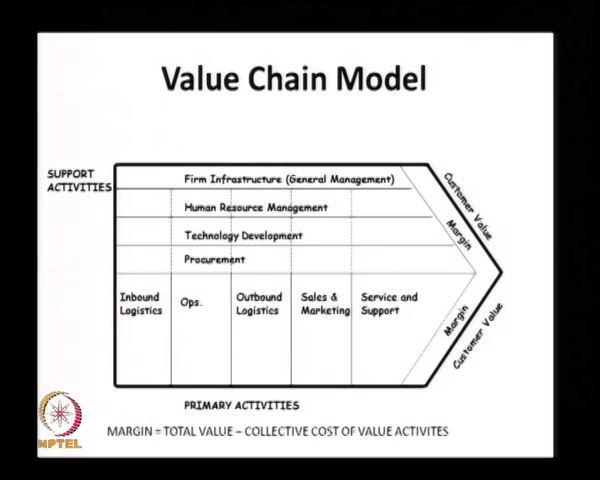 Value Chain Model
SUPPORT
ACTIVITIES
Firm Infrastructure (General Management)
Human Resource Management
Technology Development
Procurement
Inbound
Logistics
Ops.
Outbound
Logistics
Sales &
Marketing
Service and
Support
Customer Value
Margin
Margin
Customer Value
PRIMARY ACTIVITIES
MARGIN = TOTAL VALUE – COLLECTIVE COST OF VALUE ACTIVITES
NPTEL